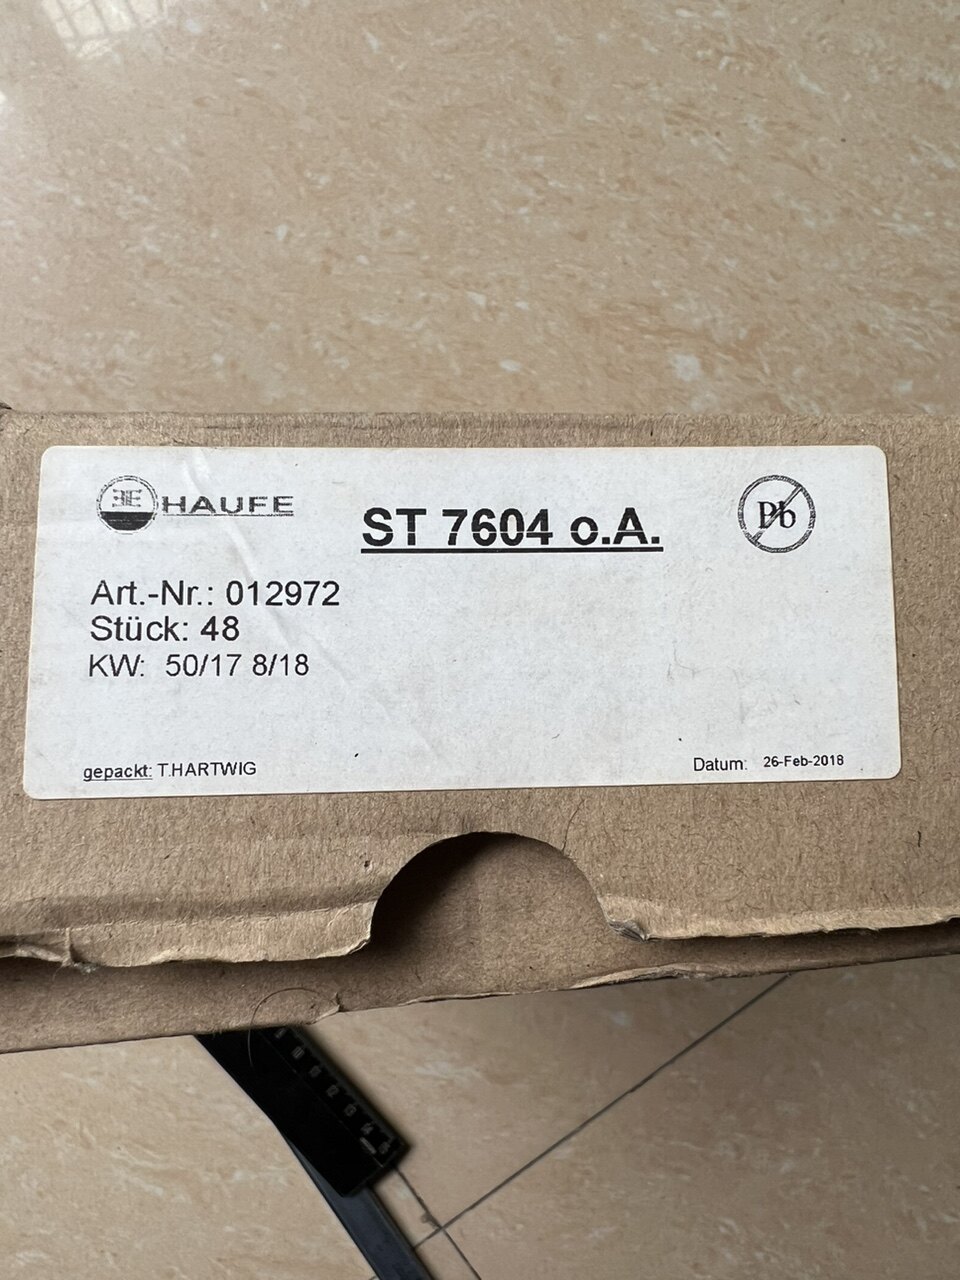 HAUFE
ST 7604 o.A.
Pb
Art.-Nr.: 012972
Stück: 48
KW: 50/17 8/18
gepackt: T.HARTWIG
Datum: 26-Feb-2018